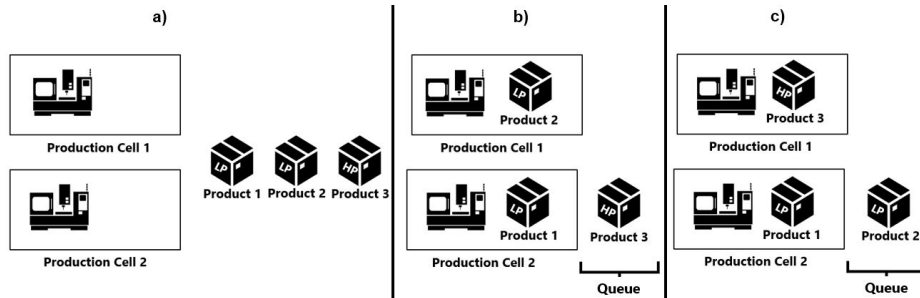 a)
Production Cell 1
LP
LP
HP
Product 1
Product 2
Product 3
Production Cell 2
b)
LP
Product 2
Production Cell 1
LP
Product 1
HP
Product 3
Production Cell 2
Queue
c)
HP
Product 3
Production Cell 1
LP
Product 1
LP
Product 2
Production Cell 2
Queue